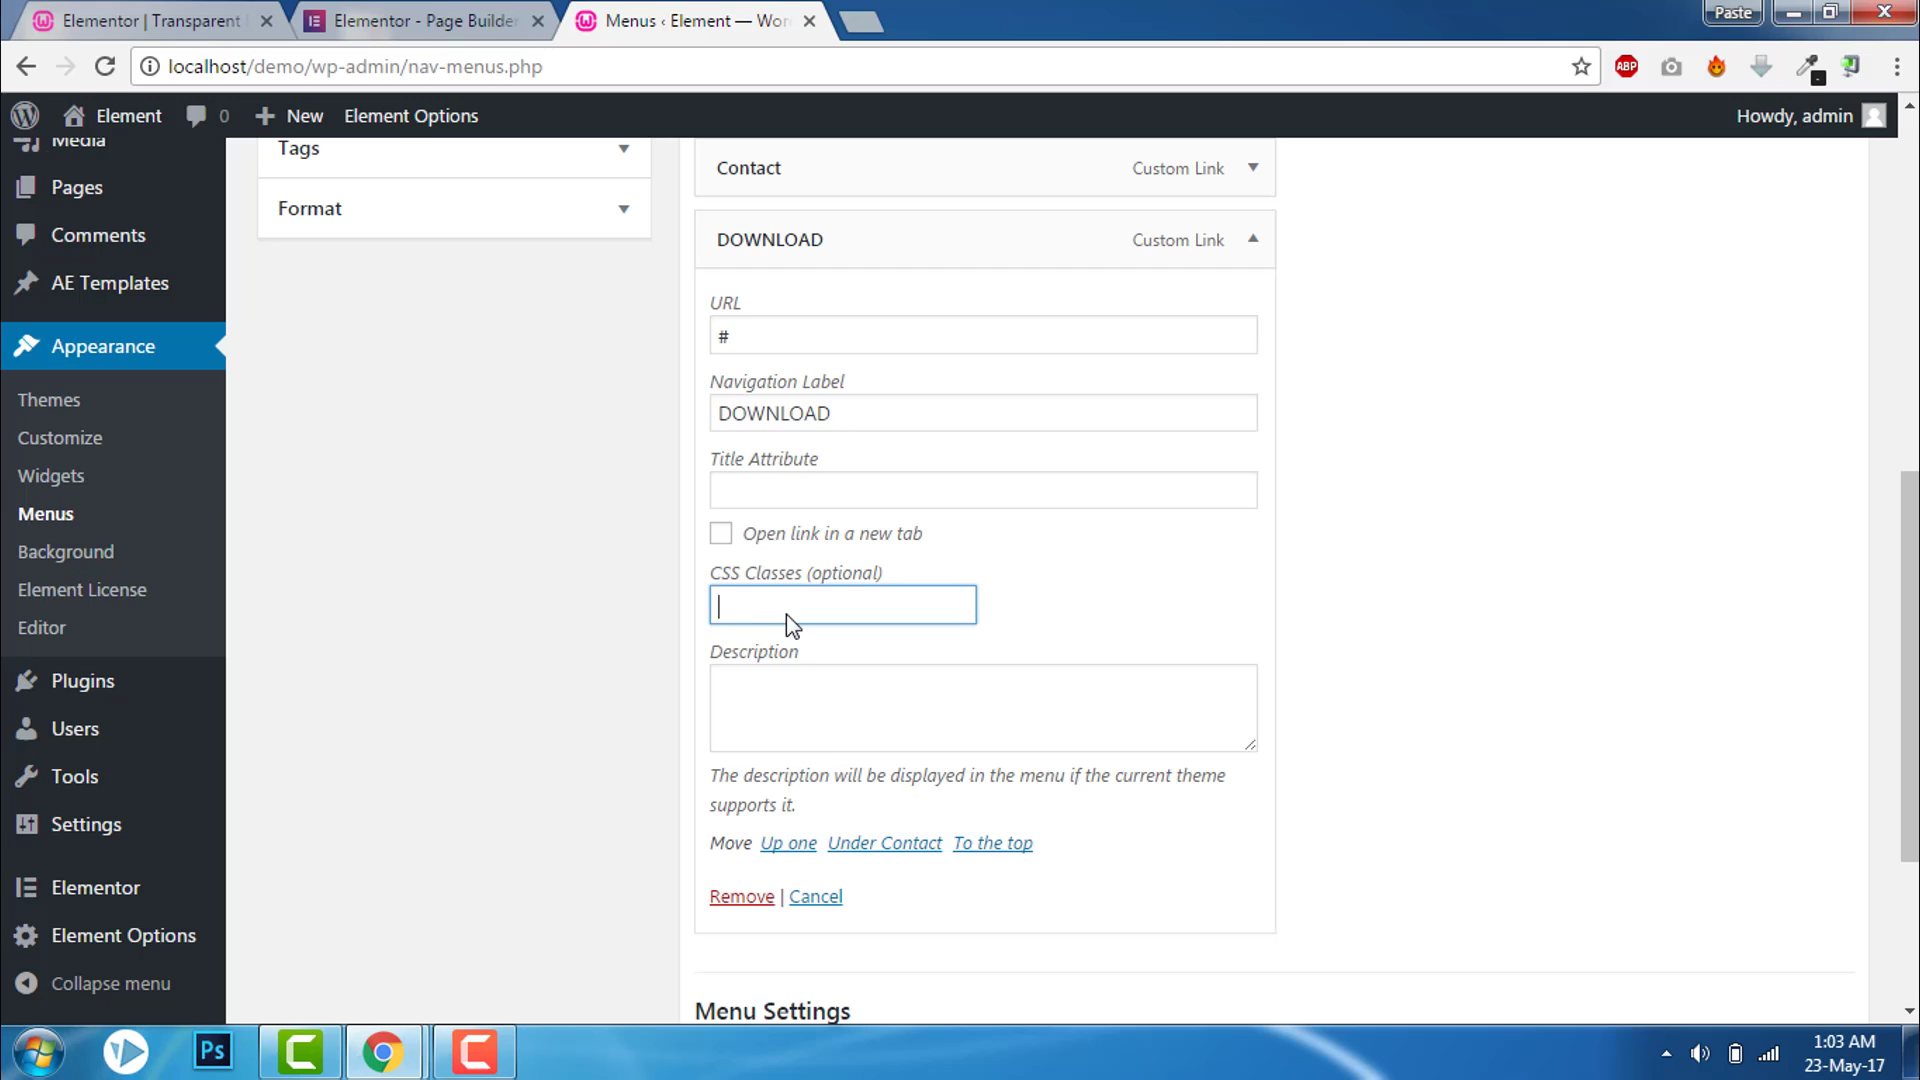 Elementor | Transparent
Elementor - Page Builder
Menus ‹ Element — Wor
Paste
localhost/demo/wp-admin/nav-menus.php
ABP
Element
0
New
Element Options
Howdy, admin
Media
Pages
Comments
AE Templates
Appearance
Themes
Customize
Widgets
Menus
Background
Element License
Editor
Plugins
Users
Tools
Settings
Elementor
Element Options
Collapse menu
Tags
Format
Contact
Custom Link
DOWNLOAD
Custom Link
URL
#
Navigation Label
DOWNLOAD
Title Attribute
Open link in a new tab
CSS Classes (optional)
Description
The description will be displayed in the menu if the current theme
supports it.
Move Up one Under Contact To the top
Remove | Cancel
Menu Settings
Ps
1:03 AM
23-May-17